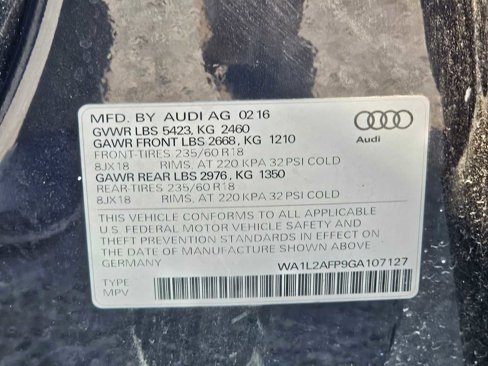 MFD. BY AUDI AG 02 16
GVWR LBS 5423, KG 2460
GAWR FRONT LBS 2668, KG 1210
FRONT-TIRES 235/60 R18
8JX18 RIMS, AT 220 KPA 32 PSI COLD
GAWR REAR LBS 2976, KG 1350
REAR-TIRES 235/60 R18
8JX18 RIMS, AT 220 KPA 32 PSI COLD
Audi
THIS VEHICLE CONFORMS TO ALL APPLICABLE
U.S. FEDERAL MOTOR VEHICLE SAFETY AND
THEFT PREVENTION STANDARDS IN EFFECT ON
THE DATE OF MANUFACTURE SHOWN ABOVE
GERMANY WA1L2AFP9GA107127
TYPE:
MPV